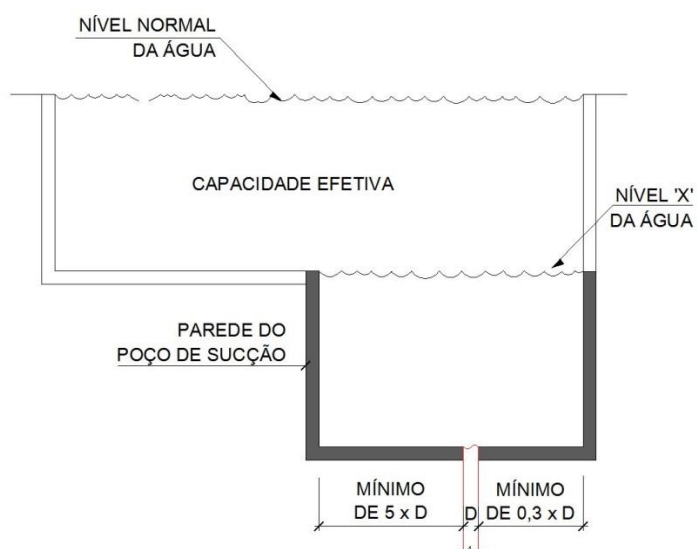 NÍVEL NORMAL
DA ÁGUA
CAPACIDADE EFETIVA
NÍVEL 'X'
DA ÁGUA
PAREDE DO
POÇO DE SUCÇÃO
MÍNIMO
DE 5 x D
D
MÍNIMO
DE 0,3 x D